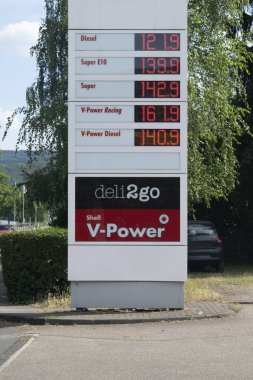 Diesel 121.9
Super E10 139.9
Super 142.9
V-Power Racing 161.9
V-Power Diesel 140.9
deli2go
Shell
V-Power